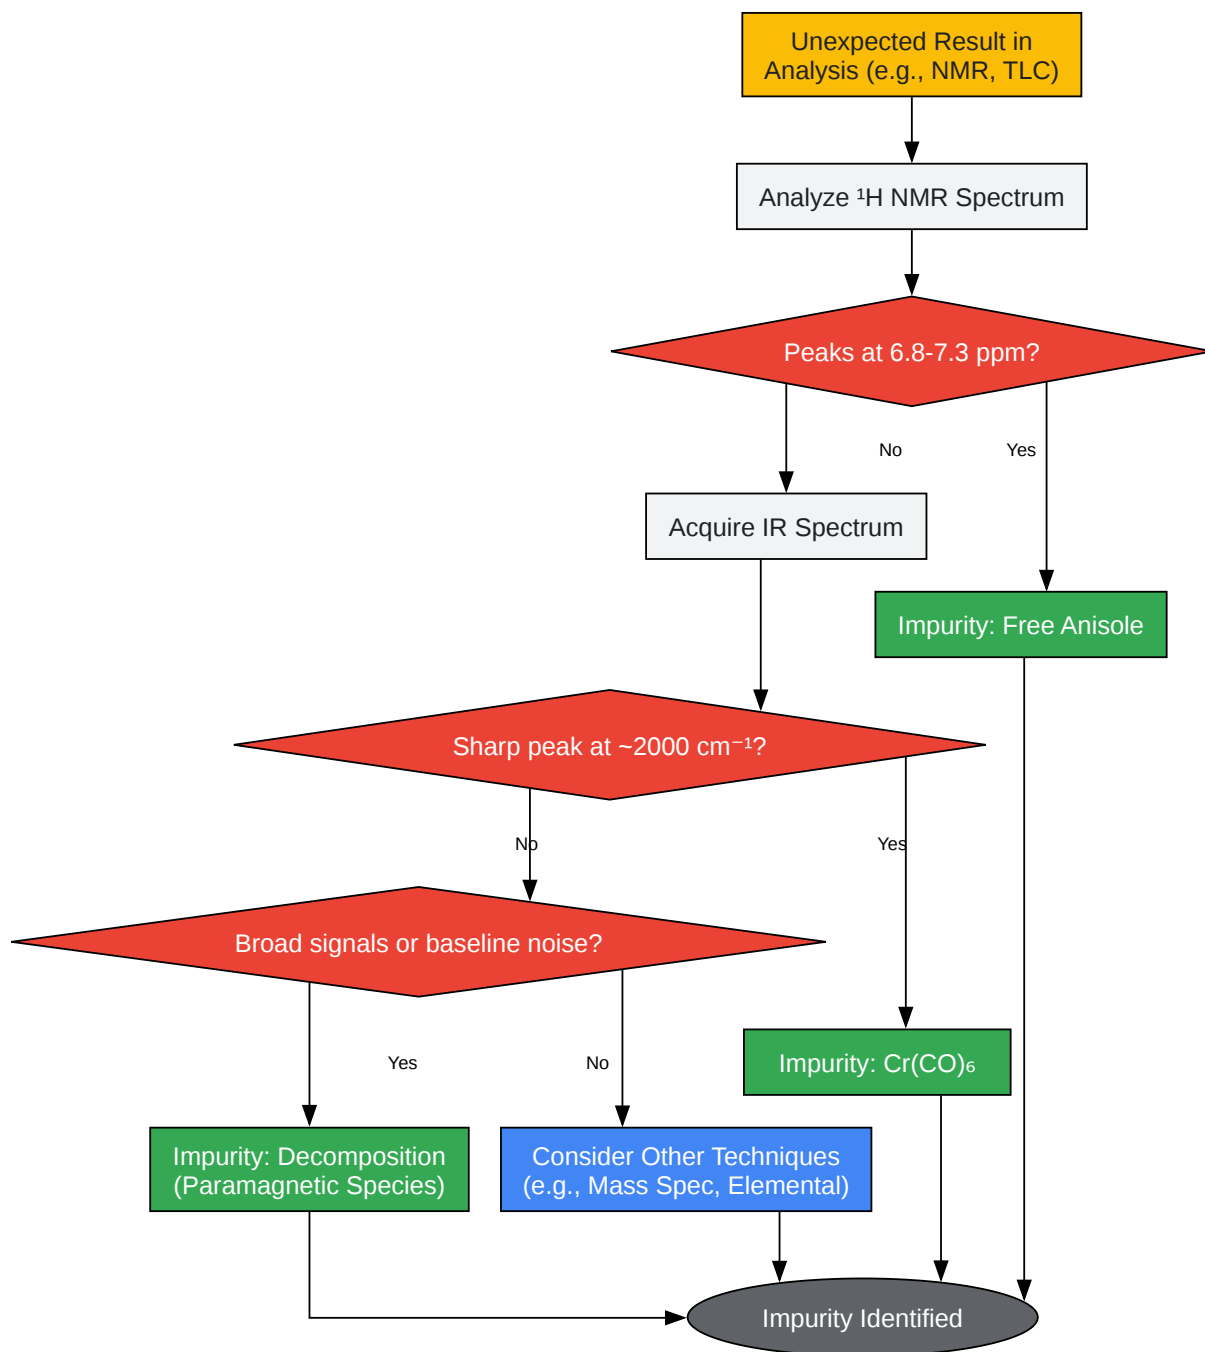 Unexpected Result in
Analysis (e.g., NMR, TLC)
Analyze ¹H NMR Spectrum
Peaks at 6.8-7.3 ppm?
No
Yes
Acquire IR Spectrum
Impurity: Free Anisole
Sharp peak at ~2000 cm⁻¹?
No
Yes
Broad signals or baseline noise?
Yes
No
Impurity: Cr(CO)₆
Impurity: Decomposition
(Paramagnetic Species)
Consider Other Techniques
(e.g., Mass Spec, Elemental)
Impurity Identified